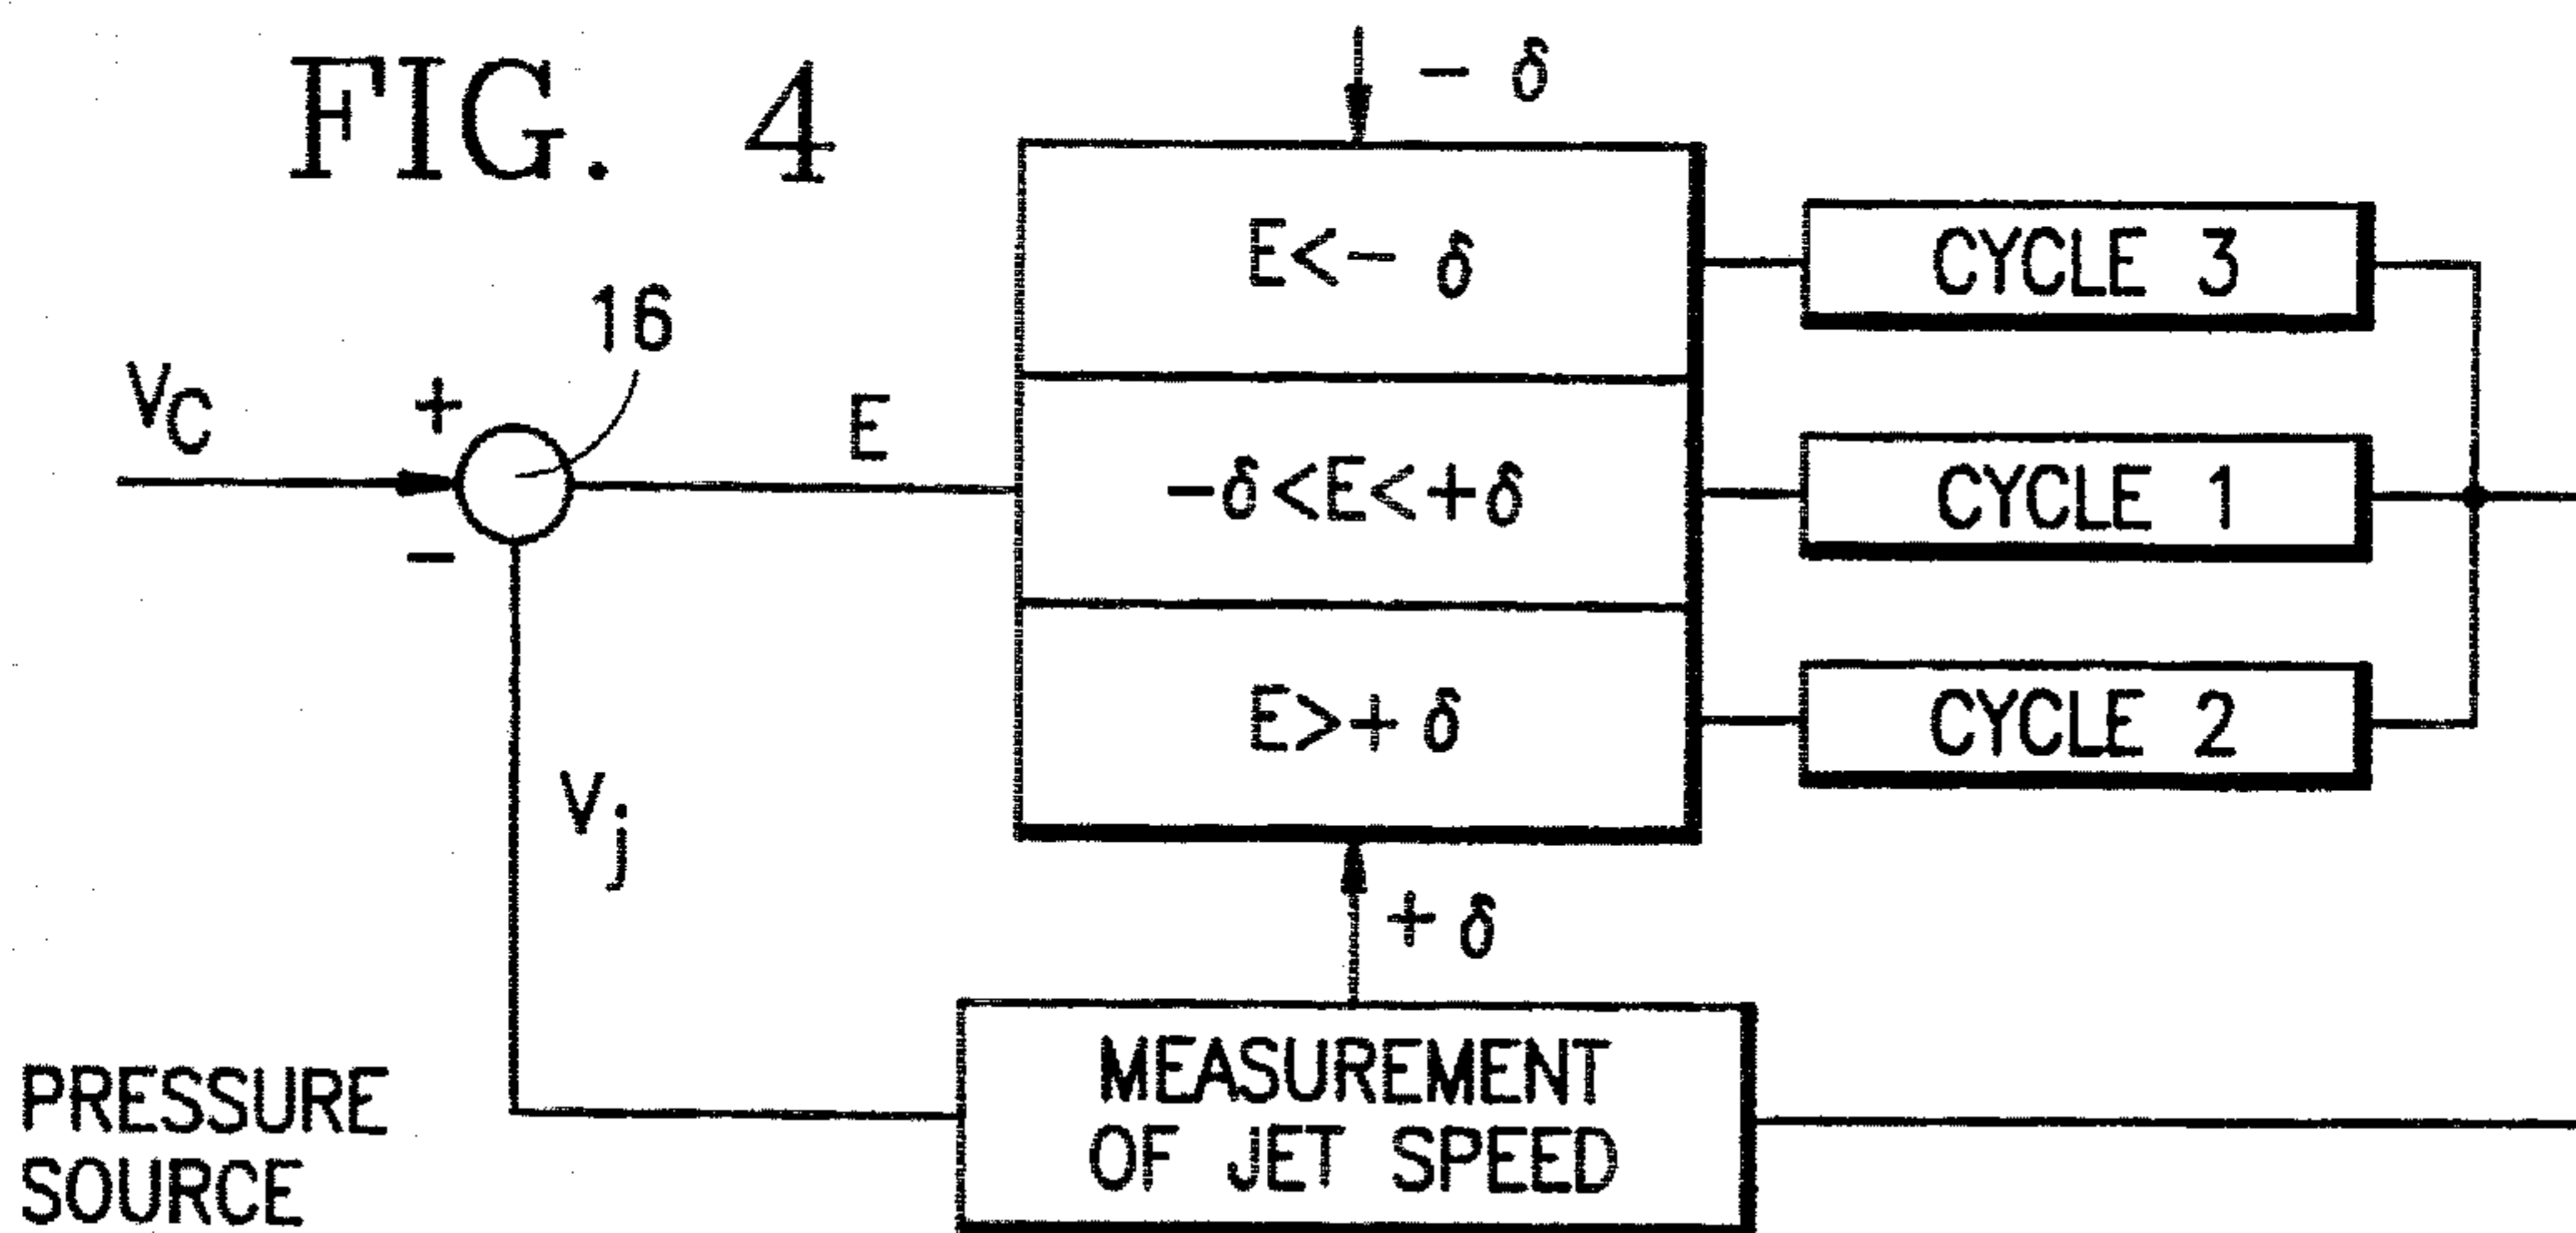 FIG. 4
- δ
E<- δ
CYCLE 3
16
VC
+
E
-δ<E<+δ
CYCLE 1
-
E>+ δ
CYCLE 2
Vj
+ δ
MEASUREMENT
OF JET SPEED
PRESSURE
SOURCE